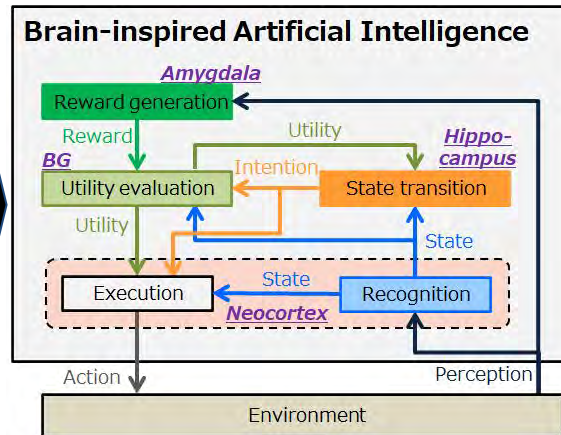 Brain-inspired Artificial Intelligence
Amygdala
Reward generation
Reward
Utility
Hippo-
campus
BG
Intention
Utility evaluation
State transition
Utility
State
State
Execution
Recognition
Neocortex
Action
Perception
Environment